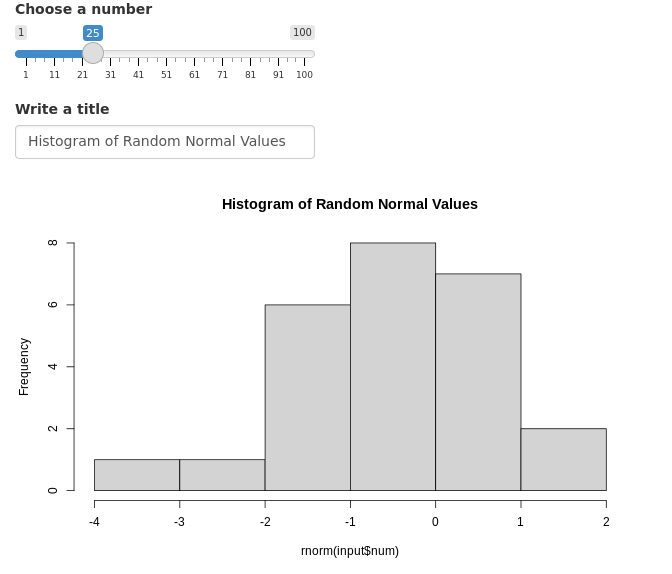 Choose a number
1 25 100
1 11 21 31 41 51 61 71 81 91 100
Write a title
Histogram of Random Normal Values
Histogram of Random Normal Values
8
6
4
2
0
Frequency
-4 -3 -2 -1 0 1 2
rnorm(input$num)